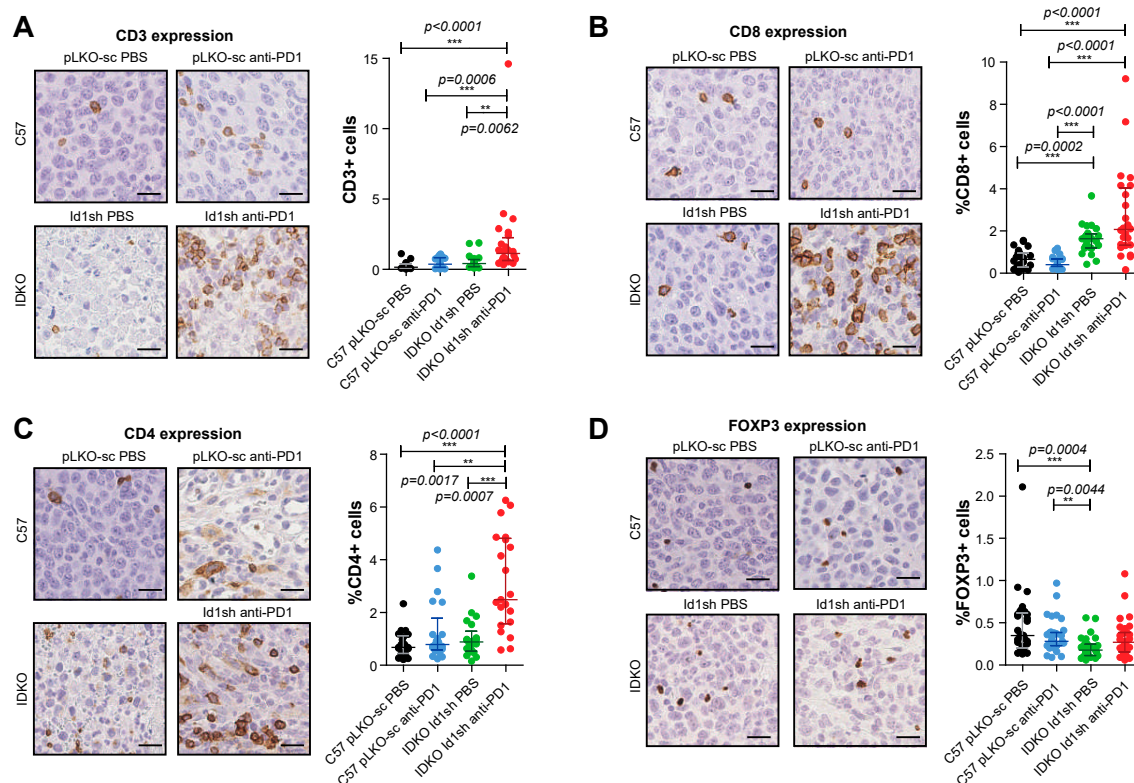 A
CD3 expression
pLKO-sc PBS
pLKO-sc anti-PD1
C57
Id1sh PBS
Id1sh anti-PD1
IDKO
p<0.0001
***
p=0.0006
***
**
p=0.0062
CD3+ cells
15
10
5
0
C57 pLKO-sc PBS
C57 pLKO-sc anti-PD1
IDKO Id1sh PBS
IDKO Id1sh anti-PD1
B
CD8 expression
pLKO-sc PBS
pLKO-sc anti-PD1
C57
Id1sh PBS
Id1sh anti-PD1
IDKO
p<0.0001
***
p<0.0001
***
p<0.0001
***
p=0.0002
***
%CD8+ cells
10
8
6
4
2
0
C57 pLKO-sc PBS
C57 pLKO-sc anti-PD1
IDKO Id1sh PBS
IDKO Id1sh anti-PD1
C
CD4 expression
pLKO-sc PBS
pLKO-sc anti-PD1
C57
Id1sh anti-PD1
IDKO
p<0.0001
***
**
p=0.0017
***
p=0.0007
%CD4+ cells
8
6
4
2
0
C57 pLKO-sc PBS
C57 pLKO-sc anti-PD1
IDKO Id1sh PBS
IDKO Id1sh anti-PD1
D
FOXP3 expression
pLKO-sc PBS
pLKO-sc anti-PD1
C57
Id1sh PBS
Id1sh anti-PD1
IDKO
p=0.0004
***
p=0.0044
**
%FOXP3+ cells
2.5
2.0
1.5
1.0
0.5
0.0
C57 pLKO-sc PBS
C57 pLKO-sc anti-PD1
IDKO Id1sh PBS
IDKO Id1sh anti-PD1